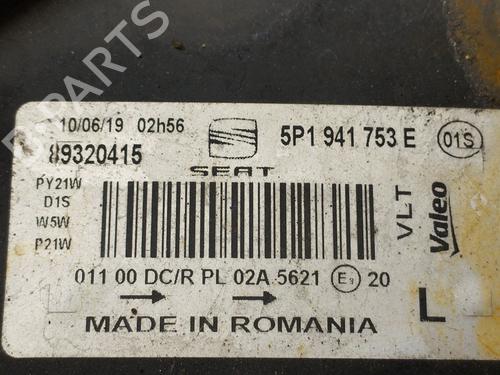 10/06/19 02h56
89320415
SEAT
5P1 941 753 E
01S
PY21W
D1S
W5W
P21W
VLT
Valeo
011 00 DC/R PL 02A 5621 E9 20
L
MADE IN ROMANIA
B-PARTS